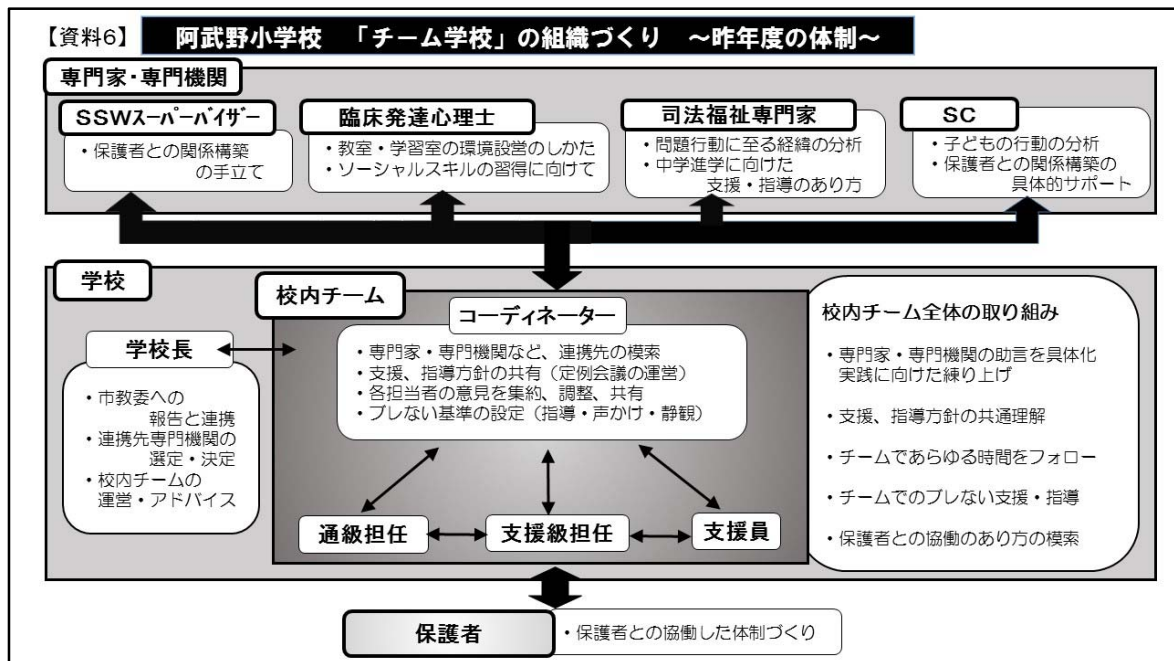 【資料6】 阿武野小学校 「チーム学校」の組織づくり ～昨年度の体制～
専門家・専門機関
SSWスーパーバイザー
・保護者との関係構築
の手立て
臨床発達心理士
・教室・学習室の環境設営のしかた
・ソーシャルスキルの習得に向けて
司法福祉専門家
・問題行動に至る経緯の分析
・中学進学に向けた
支援・指導のあり方
SC
・子どもの行動の分析
・保護者との関係構築の
具体的サポート
学校
学校長
・市教委への
報告と連携
・連携先専門機関の
選定・決定
・校内チームの
運営・アドバイス
校内チーム
コーディネーター
・専門家・専門機関など、連携先の模索
・支援、指導方針の共有（定例会議の運営）
・各担当者の意見を集約、調整、共有
・ブレない基準の設定（指導・声かけ・静観）
通級担任
支援級担任
支援員
校内チーム全体の取り組み
・専門家・専門機関の助言を具体化
実践に向けた練り上げ
・支援、指導方針の共通理解
・チームであらゆる時間をフォロー
・チームでのブレない支援・指導
・保護者との協働のあり方の模索
保護者
・保護者との協働した体制づくり